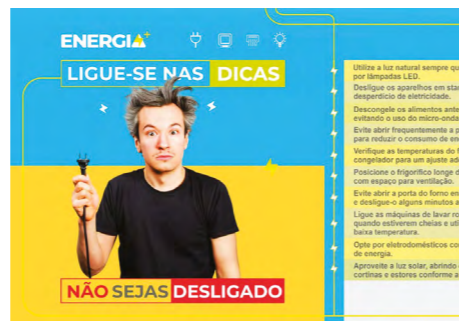 ENERGIA+
LIGUE-SE NAS DICAS
NÃO SEJAS DESLIGADO
Utilize a luz natural sempre qu
por lâmpadas LED.
Desligue os aparelhos em stan
desperdício de eletricidade.
Descongele os alimentos ante
evitando o uso do micro-onda
Evite abrir frequentemente a p
para reduzir o consumo de en
Verifique as temperaturas do f
congelador para um ajuste ad
Posicione o frigorífico longe d
com espaço para ventilação.
Evite abrir a porta do forno en
e desligue-o alguns minutos a
Ligue as máquinas de lavar ro
quando estiverem cheias e uti
baixa temperatura.
Opte por eletrodomésticos co
de energia.
Aproveite a luz solar, abrindo
cortinas e estores conforme a